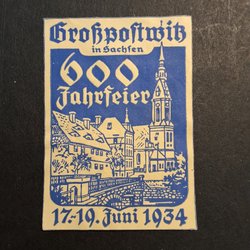 Großpostwitz
in Sachsen
600
Jahrfeier
17-19. Juni 1934